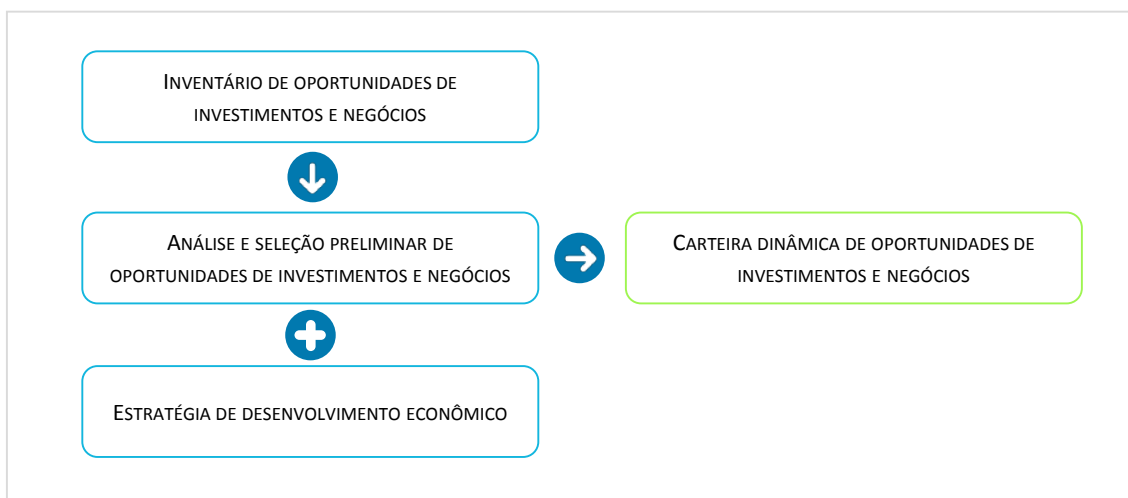 INVENTÁRIO DE OPORTUNIDADES DE
INVESTIMENTOS E NEGÓCIOS
ANÁLISE E SELEÇÃO PRELIMINAR DE
OPORTUNIDADES DE INVESTIMENTOS E NEGÓCIOS
CARTEIRA DINÂMICA DE OPORTUNIDADES DE
INVESTIMENTOS E NEGÓCIOS
ESTRATÉGIA DE DESENVOLVIMENTO ECONÔMICO